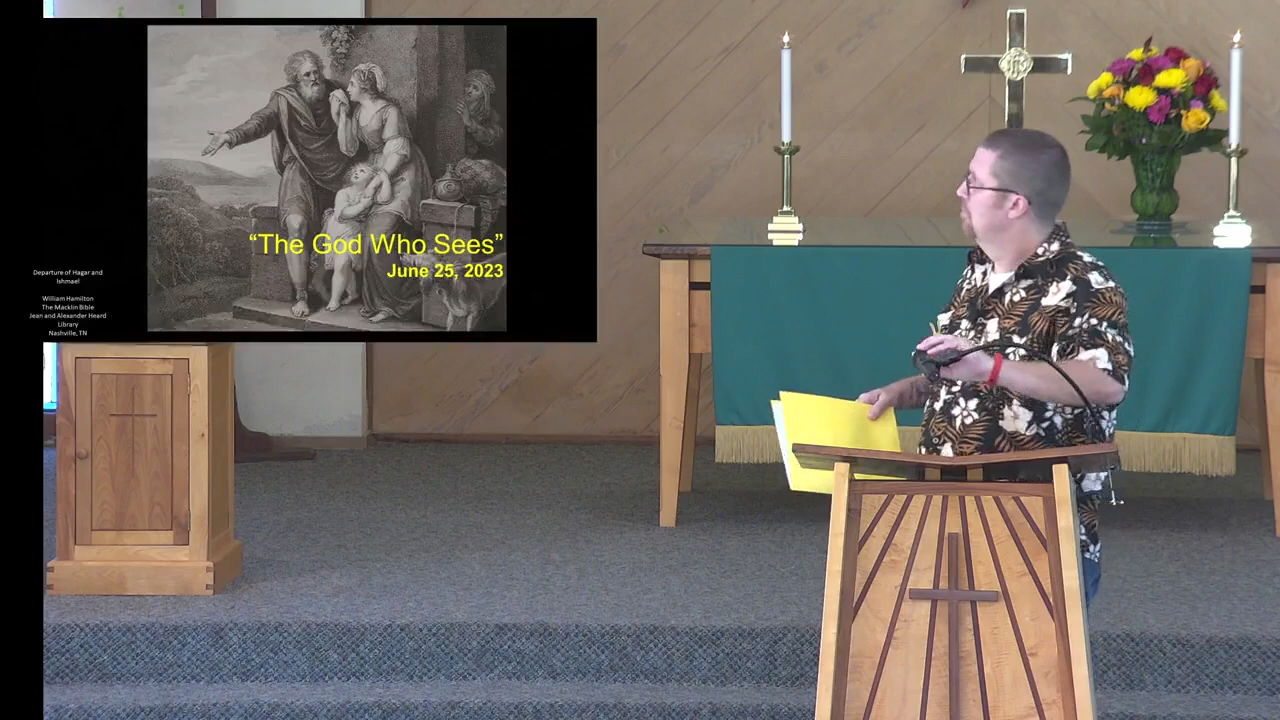 “The God Who Sees”
June 25, 2023
Departure of Hagar and
Ishmael
William Hamilton
The Macklin Bible
Jean and Alexander Heard
Library
Nashville, TN